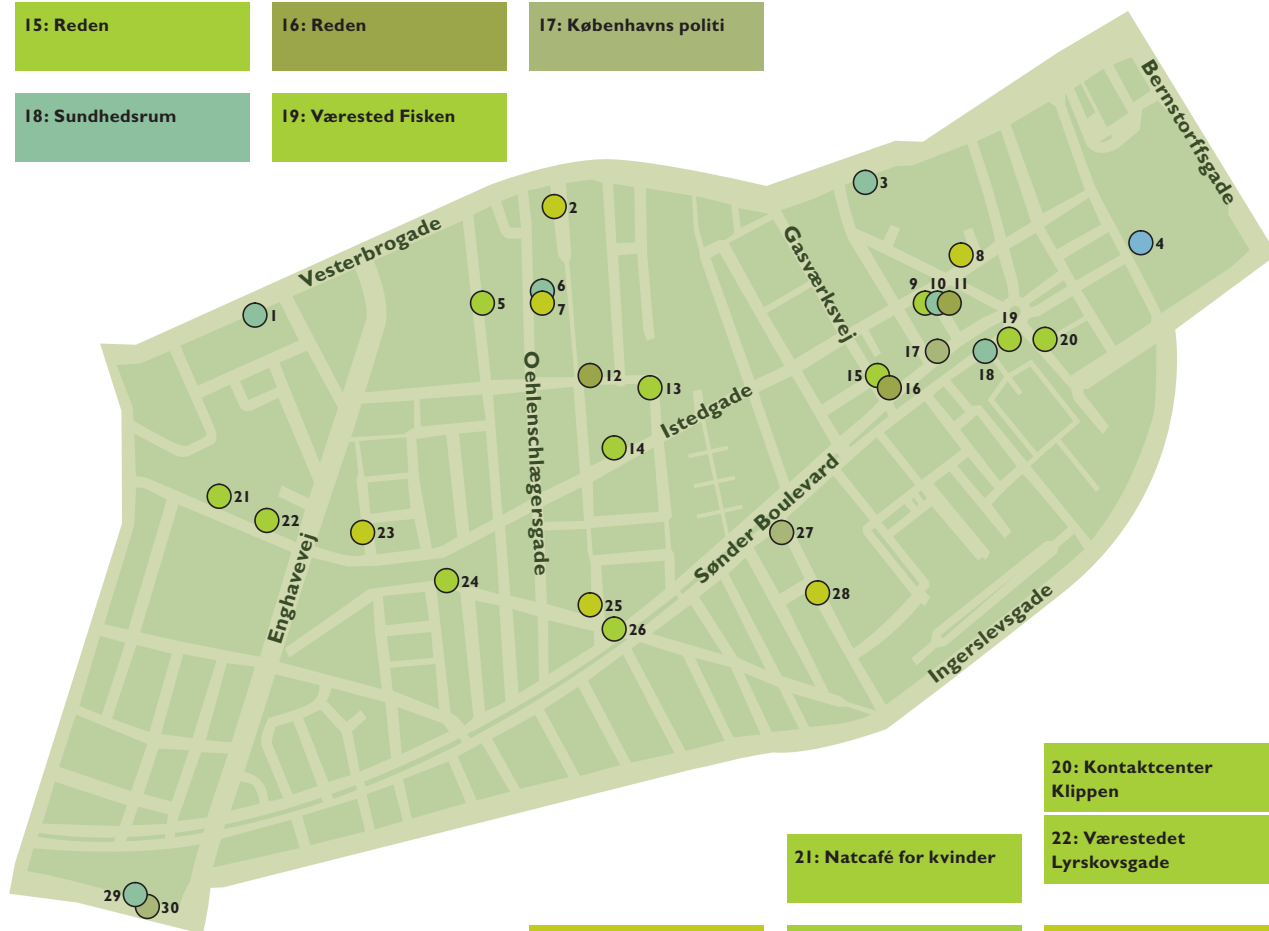 15: Reden
16: Reden
17: Københavns politi
18: Sundhedsrum
19: Værested Fisken
Bernstorffsgade
3
2
Vesterbrogade
Gasværksvej
4
8
6
9 10 11
1
5
7
19
17
20
18
Oehlenschlægersgade
12
13
15
16
Istedgade
14
Sønder Boulevard
21
22
23
27
Enghavevej
24
28
25
26
Ingerslevsgade
20: Kontaktcenter
Klippen
22: Værestedet
Lyrskovsgade
21: Natcafé for kvinder
29
30